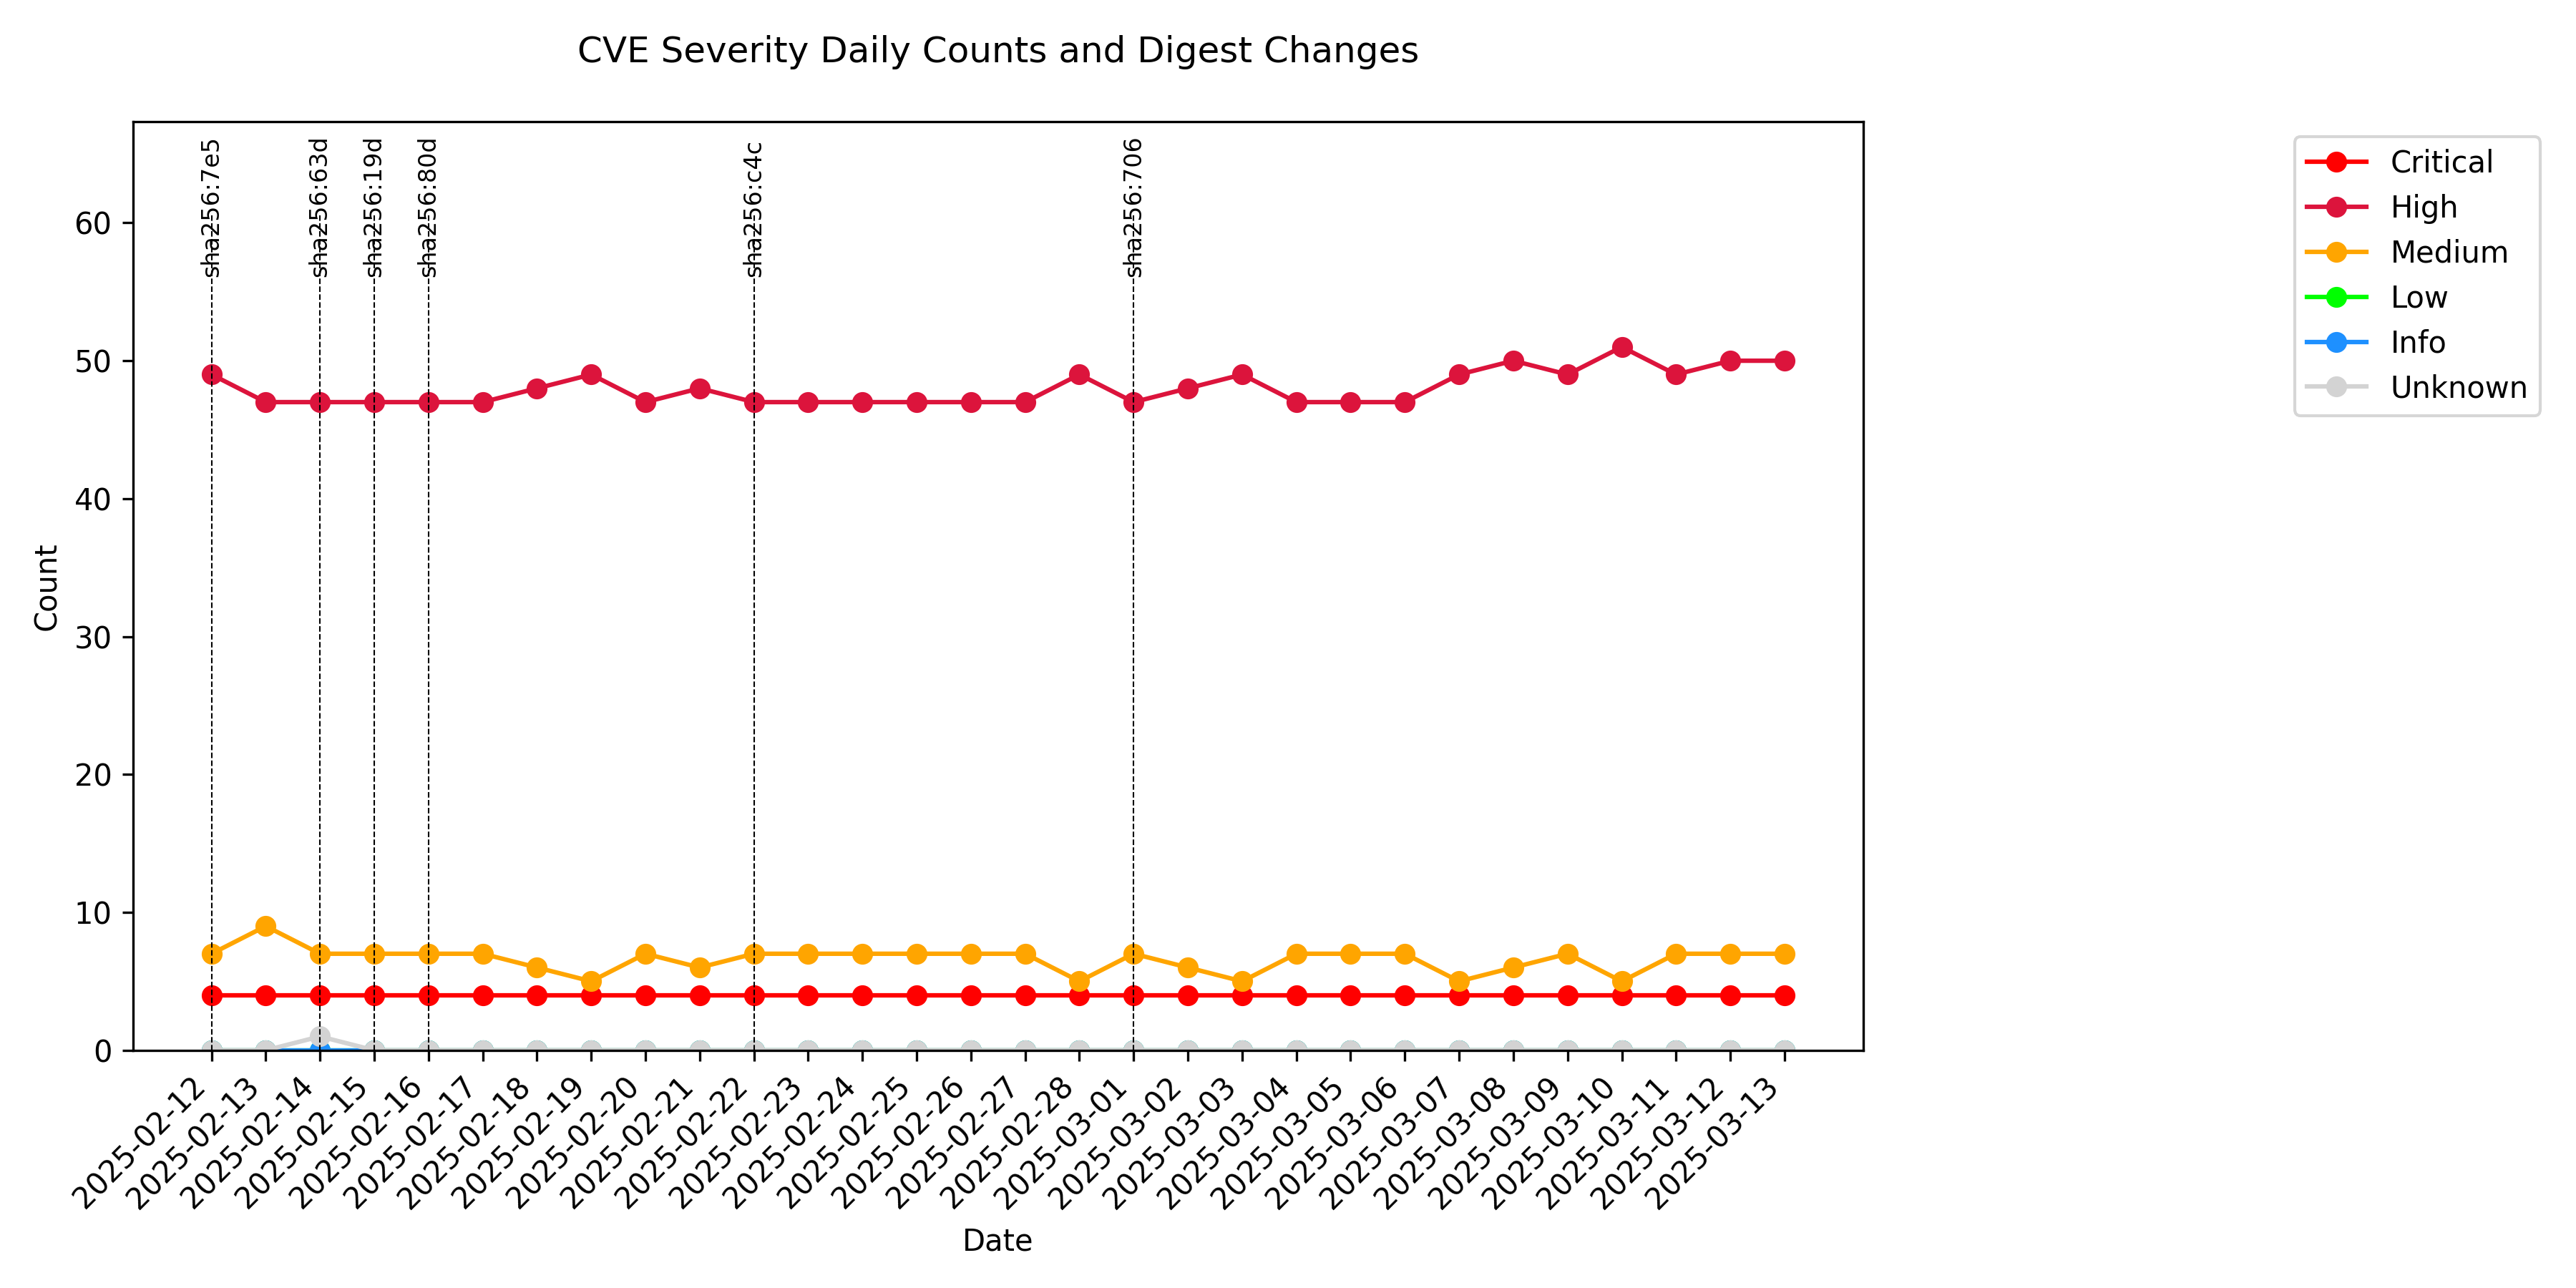 CVE Severity Daily Counts and Digest Changes
sha256:7e5
sha256:63d
sha256:19d
sha256:80d
sha256:c4c
sha256:706
Critical
High
Medium
Low
Info
Unknown
Count
60
50
40
30
20
10
0
2025-02-12
2025-02-13
2025-02-14
2025-02-15
2025-02-16
2025-02-17
2025-02-18
2025-02-19
2025-02-20
2025-02-21
2025-02-22
2025-02-23
2025-02-24
2025-02-25
2025-02-26
2025-02-27
2025-02-28
2025-03-01
2025-03-02
2025-03-03
2025-03-04
2025-03-05
2025-03-06
2025-03-07
2025-03-08
2025-03-09
2025-03-10
2025-03-11
2025-03-12
2025-03-13
Date